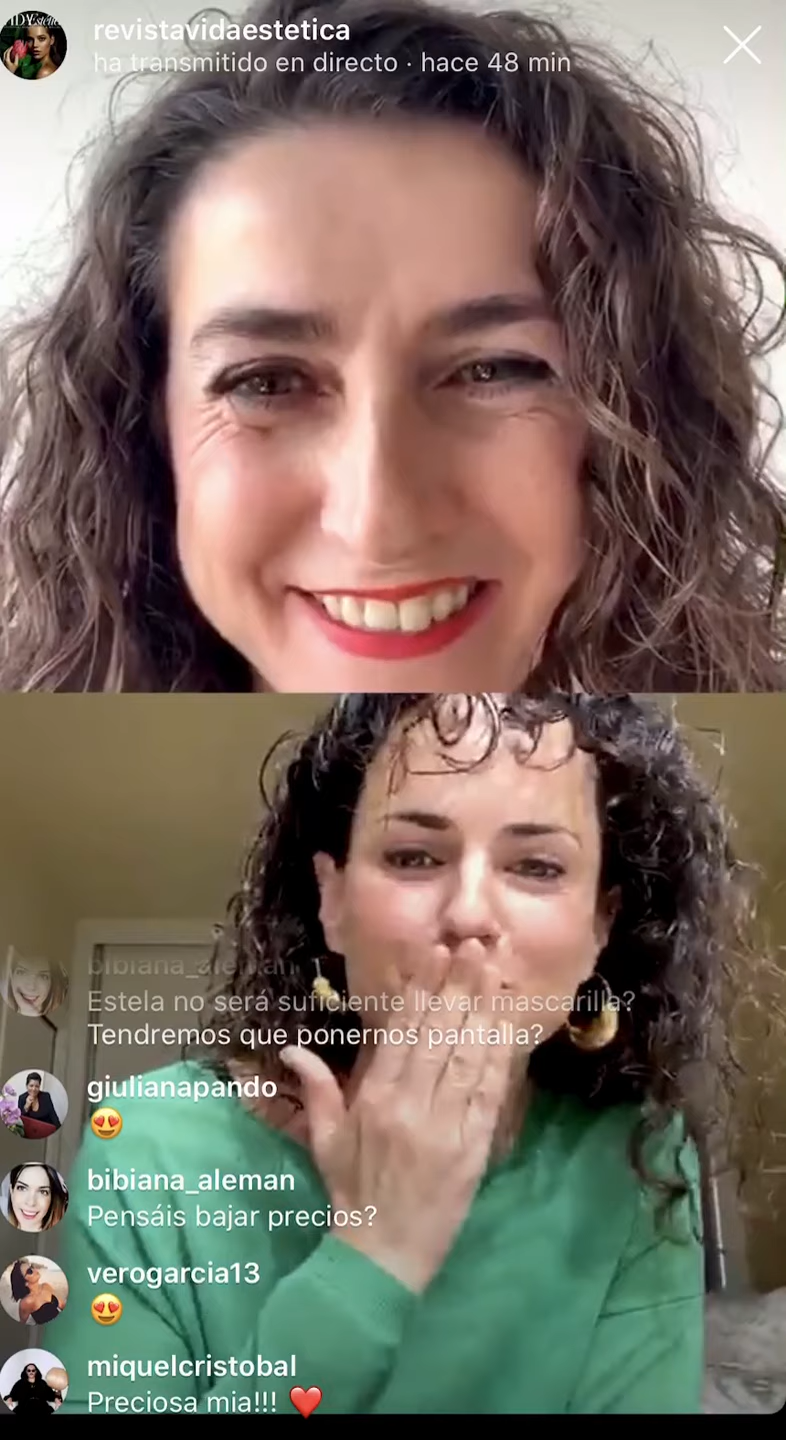 revistavidaestetica
ha transmitido en directo · hace 48 min
bibiana_aleman
Estela no será suficiente llevar mascarilla?
Tendremos que ponernos pantalla?
giulianapando
😍
bibiana_aleman
Pensáis bajar precios?
verogarcia13
😍
miquelcristobal
Preciosa mia!!! ❤️